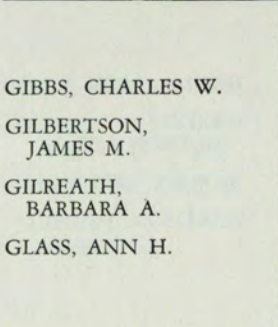 GIBBS, CHARLES W.
GILBERTSON,
JAMES M.
GILREATH,
BARBARA A.
GLASS, ANN H.